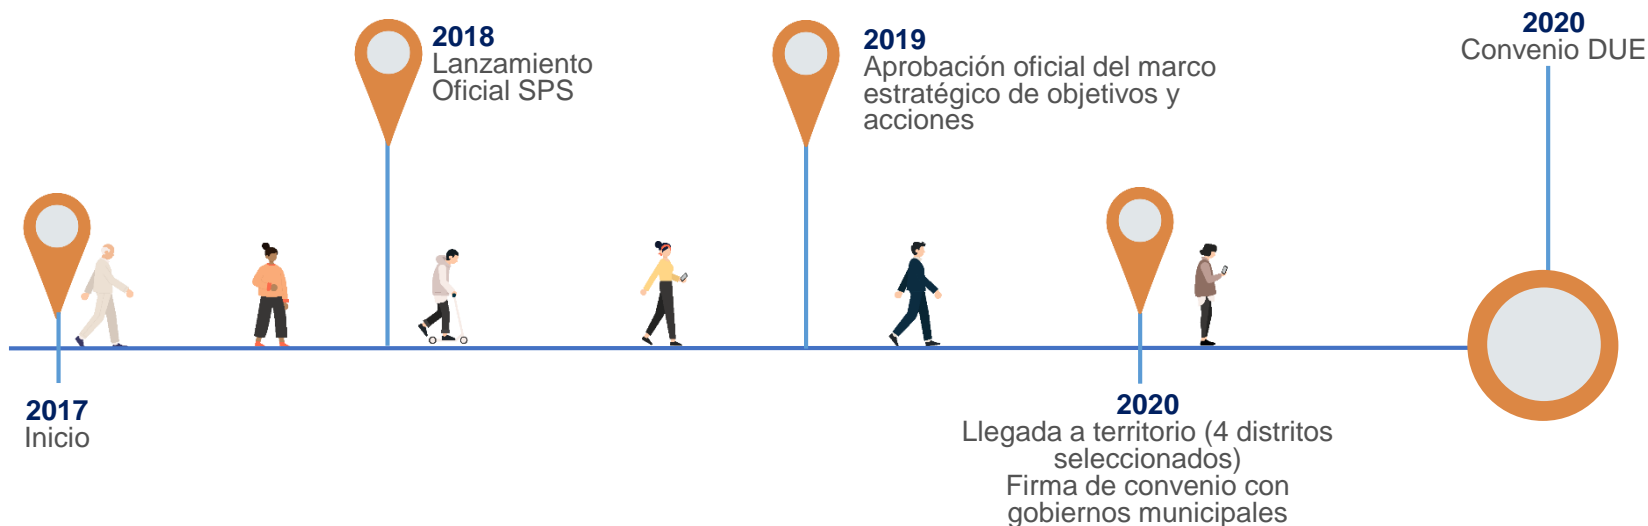 2017
Inicio
2018
Lanzamiento
Oficial SPS
2019
Aprobación oficial del marco
estratégico de objetivos y
acciones
2020
Llegada a territorio (4 distritos
seleccionados)
Firma de convenio con
gobiernos municipales
2020
Convenio DUE